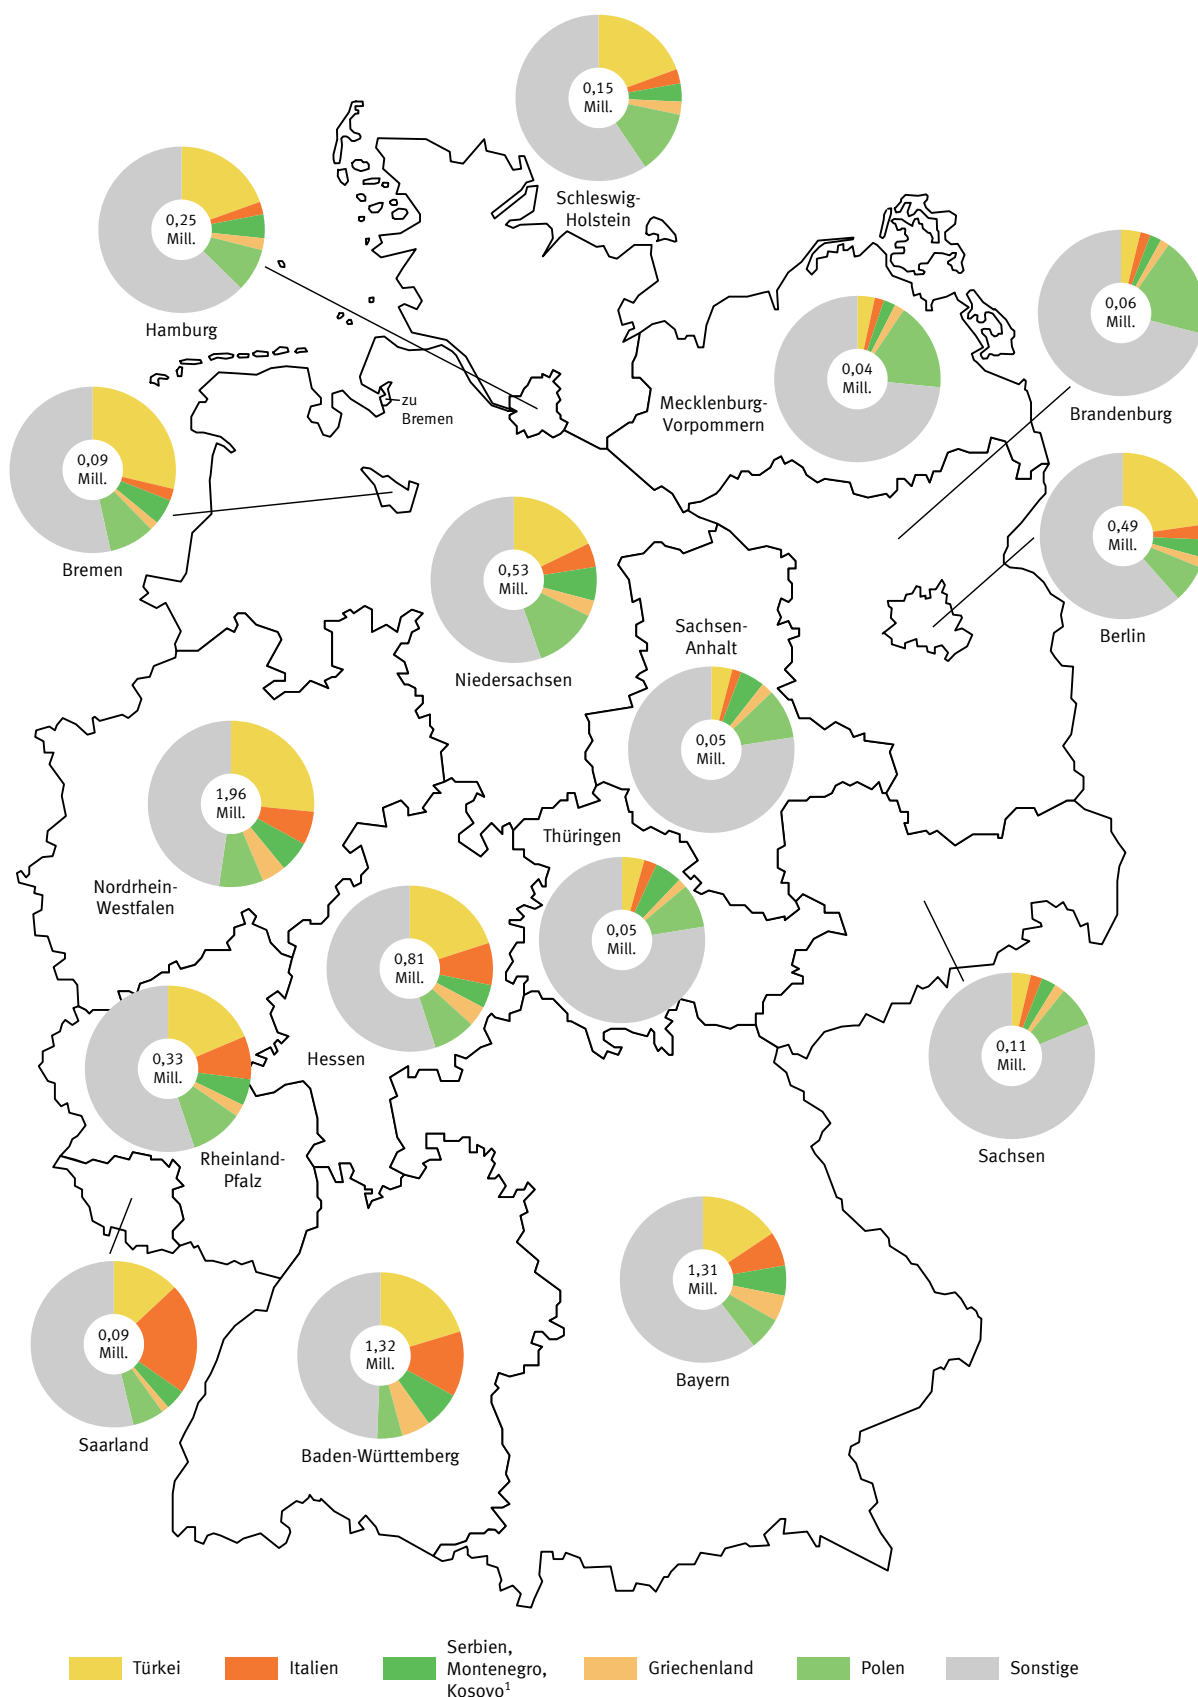 0,15
Mill.
Schleswig-
Holstein
0,25
Mill.
Hamburg
0,06
Mill.
Brandenburg
0,04
Mill.
Mecklenburg-
Vorpommern
zu
Bremen
0,09
Mill.
Bremen
0,49
Mill.
Berlin
0,53
Mill.
Niedersachsen
Sachsen-
Anhalt
0,05
Mill.
1,96
Mill.
Nordrhein-
Westfalen
Thüringen
0,05
Mill.
0,81
Mill.
Hessen
0,11
Mill.
Sachsen
0,33
Mill.
Rheinland-
Pfalz
1,31
Mill.
Bayern
0,09
Mill.
Saarland
1,32
Mill.
Baden-Württemberg
Türkei
Italien
Serbien,
Montenegro,
Kosovo¹
Griechenland
Polen
Sonstige